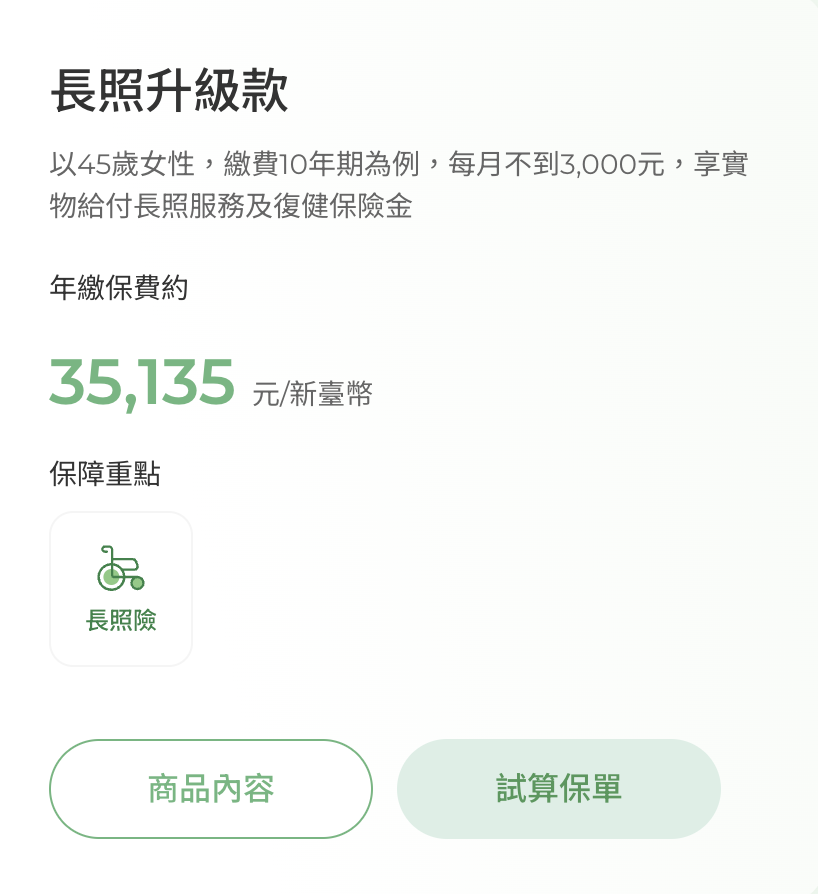 長照升級款
以45歲女性，繳費10年期為例，每月不到3,000元，享實
物給付長照服務及復健保險金
年繳保費約
35,135 元/新臺幣
保障重點
長照險
商品內容
試算保單